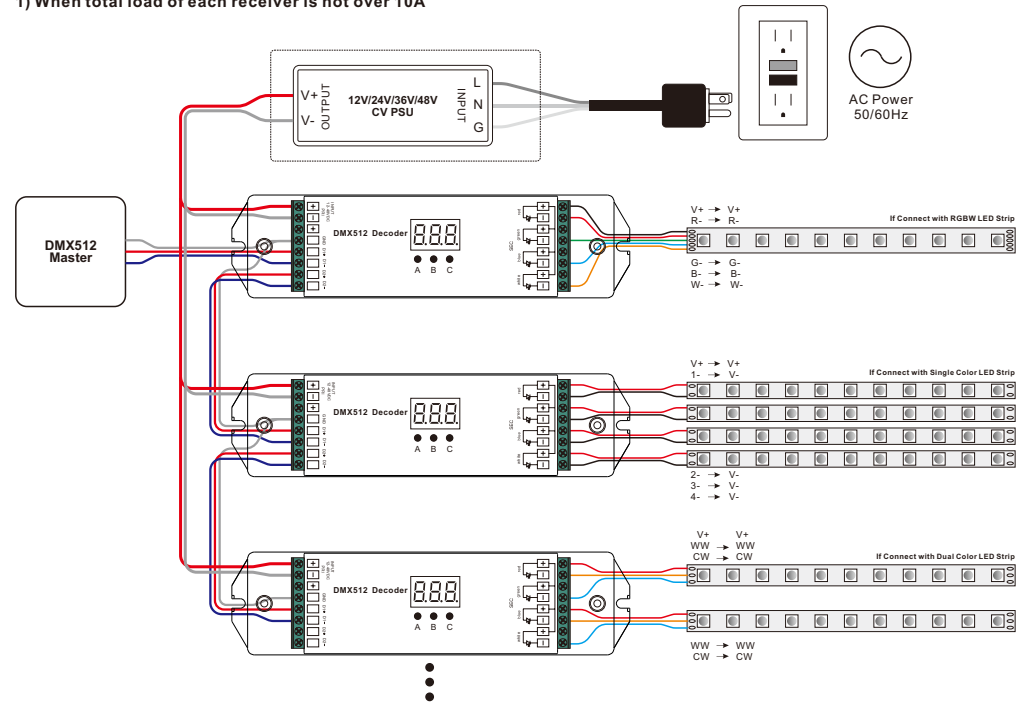 1) When total load of each receiver is not over 10A
V+
V-
OUTPUT
12V/24V/36V/48V
CV PSU
INPUT
L
N
G
AC Power
50/60Hz
DMX512
Master
DMX512 Decoder
A B C
V+ → V+
R- → R-
If Connect with RGBW LED Strip
G- → G-
B- → B-
W- → W-
DMX512 Decoder
A B C
V+ → V+
1- → V-
If Connect with Single Color LED Strip
2- → V-
3- → V-
4- → V-
DMX512 Decoder
A B C
V+ V+
WW → WW
CW → CW
If Connect with Dual Color LED Strip
WW → WW
CW → CW